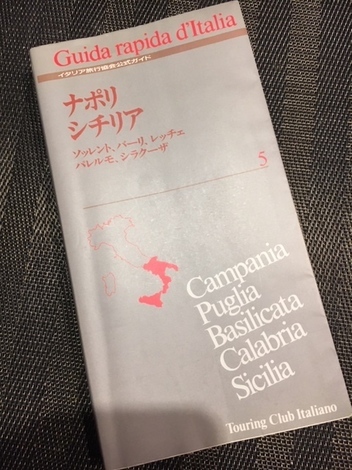 Guida rapida d'Italia
イタリア旅行協会公式ガイド
ナポリ
シチリア
ソッレント、バーリ、レッチェ
パレルモ、シラクーザ
5
Campania
Puglia
Basilicata
Calabria
Sicilia
Touring Club Italiano